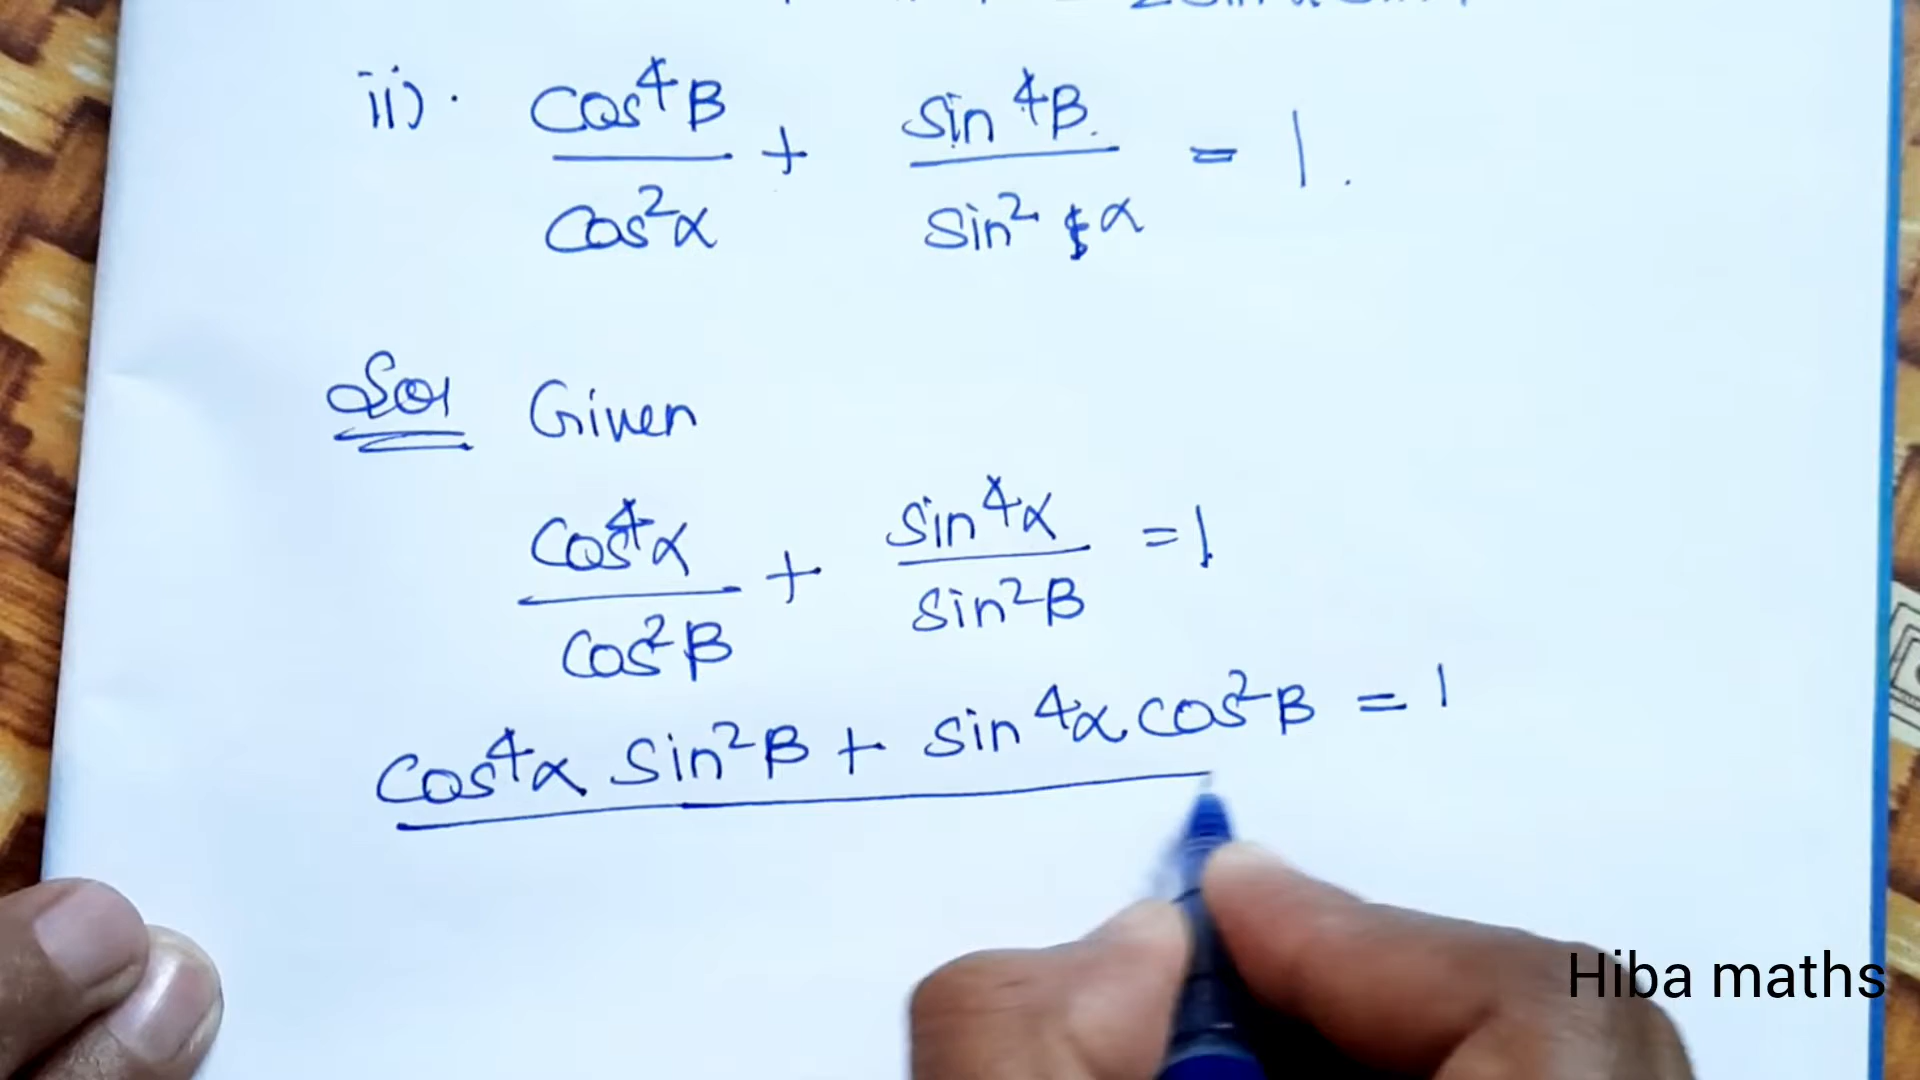 ii). cos⁴β / cos²α + sin⁴β / sin²α = 1.
Sol Given
cos⁴α / cos²β + sin⁴α / sin²β = 1
cos⁴α sin²β + sin⁴α cos²β = 1
Hiba maths